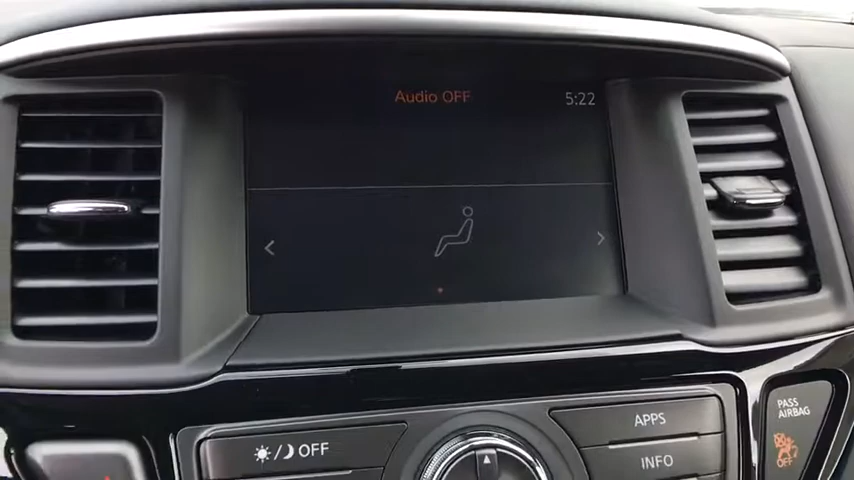 Audio OFF
5:22
APPS
OFF
INFO
PASS
AIRBAG
OFF